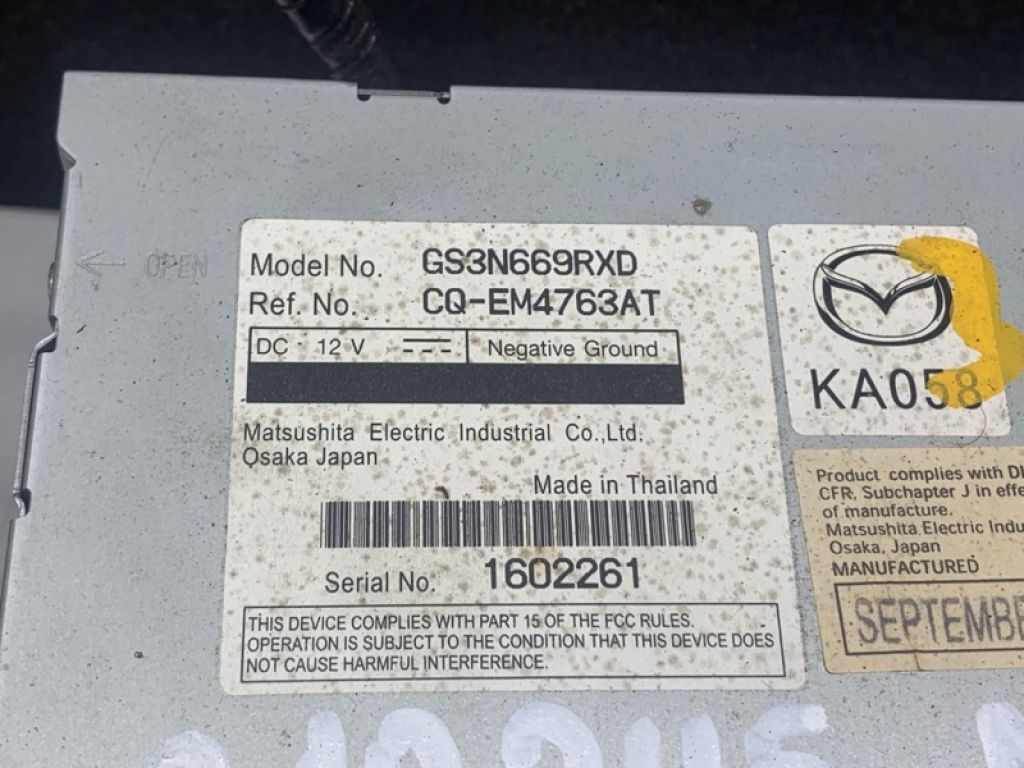 OPEN
Model No. GS3N669RXD
Ref. No. CQ-EM4763AT
DC 12 V Negative Ground
Matsushita Electric Industrial Co.,Ltd.
Osaka Japan
Made in Thailand
Serial No. 1602261
THIS DEVICE COMPLIES WITH PART 15 OF THE FCC RULES.
OPERATION IS SUBJECT TO THE CONDITION THAT THIS DEVICE DOES
NOT CAUSE HARMFUL INTERFERENCE.
KA058
Product complies with
CFR, Subchapter J in
of manufacture.
Matsushita Electric
Osaka, Japan
MANUFACTURED